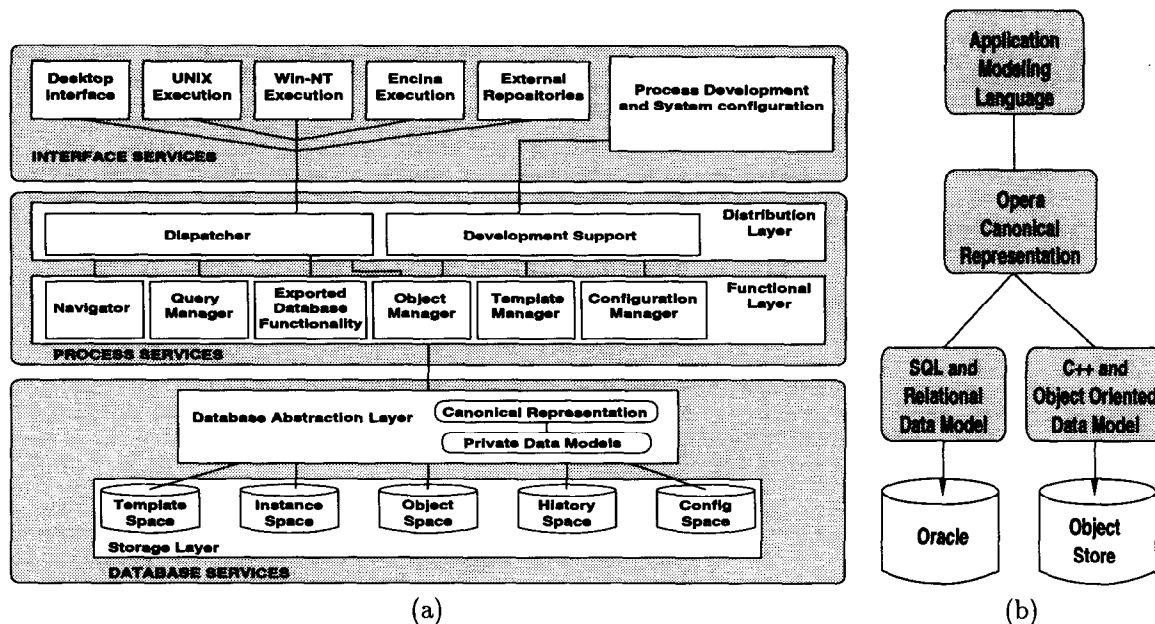 Desktop
Interface
UNIX
Execution
Win-NT
Execution
Encina
Execution
External
Repositories
Process Development
and System configuration
INTERFACE SERVICES
Dispatcher
Development Support
Distribution
Layer
Navigator
Query
Manager
Exported
Database
Functionality
Object
Manager
Template
Manager
Configuration
Manager
Functional
Layer
PROCESS SERVICES
Database Abstraction Layer
Canonical Representation
Private Data Models
Template
Space
Instance
Space
Object
Space
History
Space
Config
Space
Storage Layer
DATABASE SERVICES
(a)
Application
Modeling
Language
Opera
Canonical
Representation
SQL and
Relational
Data Model
C++ and
Object Oriented
Data Model
Oracle
Object
Store
(b)